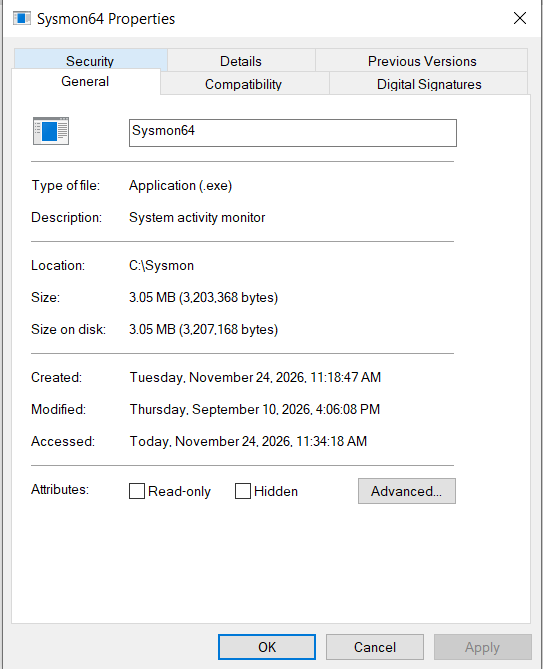 Sysmon64 Properties
Security Details Previous Versions
General Compatibility Digital Signatures
Sysmon64
Type of file: Application (.exe)
Description: System activity monitor
Location: C:\Sysmon
Size: 3.05 MB (3,203,368 bytes)
Size on disk: 3.05 MB (3,207,168 bytes)
Created: Tuesday, November 24, 2026, 11:18:47 AM
Modified: Thursday, September 10, 2026, 4:06:08 PM
Accessed: Today, November 24, 2026, 11:34:18 AM
Attributes: Read-only Hidden Advanced...
OK Cancel Apply